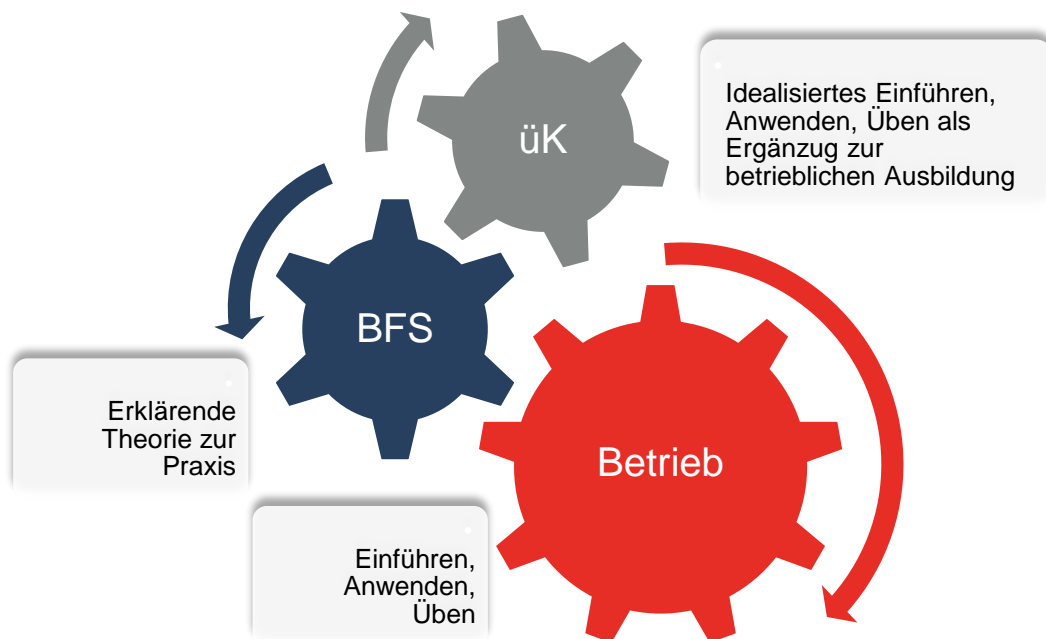 üK
Idealisiertes Einführen,
Anwenden, Üben als
Ergänzug zur
betrieblichen Ausbildung
BFS
Erklärende
Theorie zur
Praxis
Betrieb
Einführen,
Anwenden,
Üben